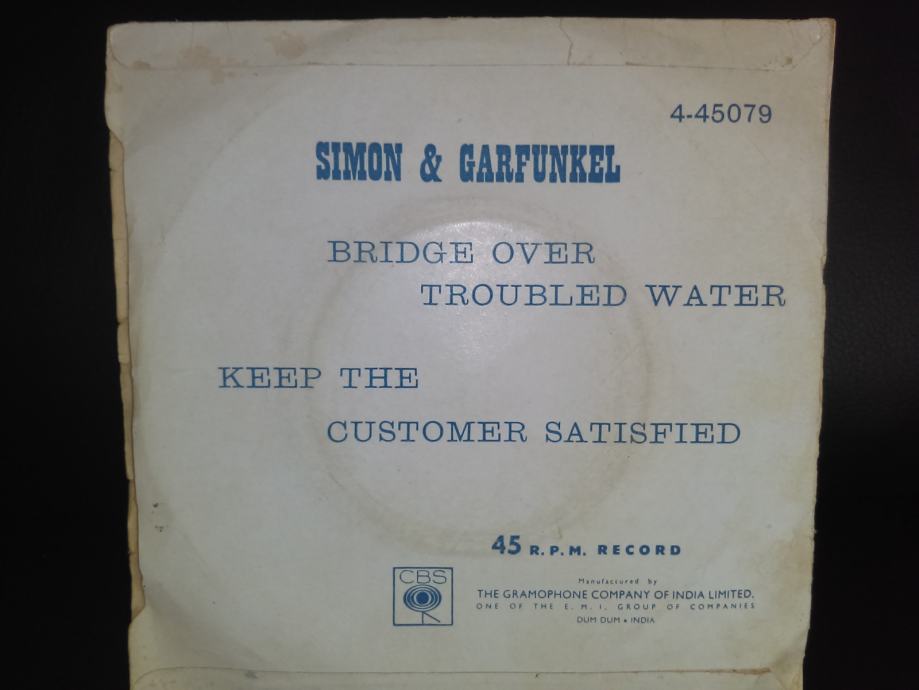 4-45079
SIMON & GARFUNKEL
BRIDGE OVER
TROUBLED WATER
KEEP THE
CUSTOMER SATISFIED
45 R.P.M. RECORD
CBS
Manufactured by
THE GRAMOPHONE COMPANY OF INDIA LIMITED.
ONE OF THE E. M. I. GROUP OF COMPANIES
DUM DUM • INDIA